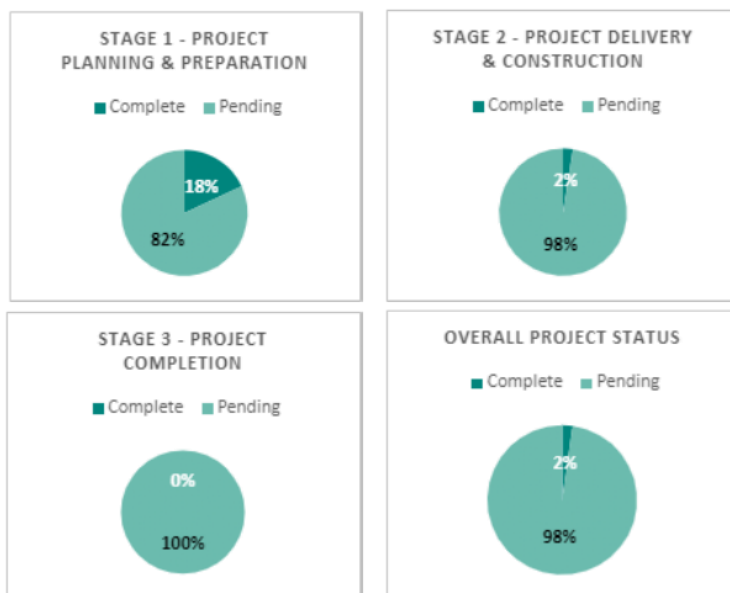 STAGE 1 - PROJECT
PLANNING & PREPARATION
Complete Pending
18%
82%
STAGE 2 - PROJECT DELIVERY
& CONSTRUCTION
Complete Pending
2%
98%
STAGE 3 - PROJECT
COMPLETION
Complete Pending
0%
100%
OVERALL PROJECT STATUS
Complete Pending
2%
98%